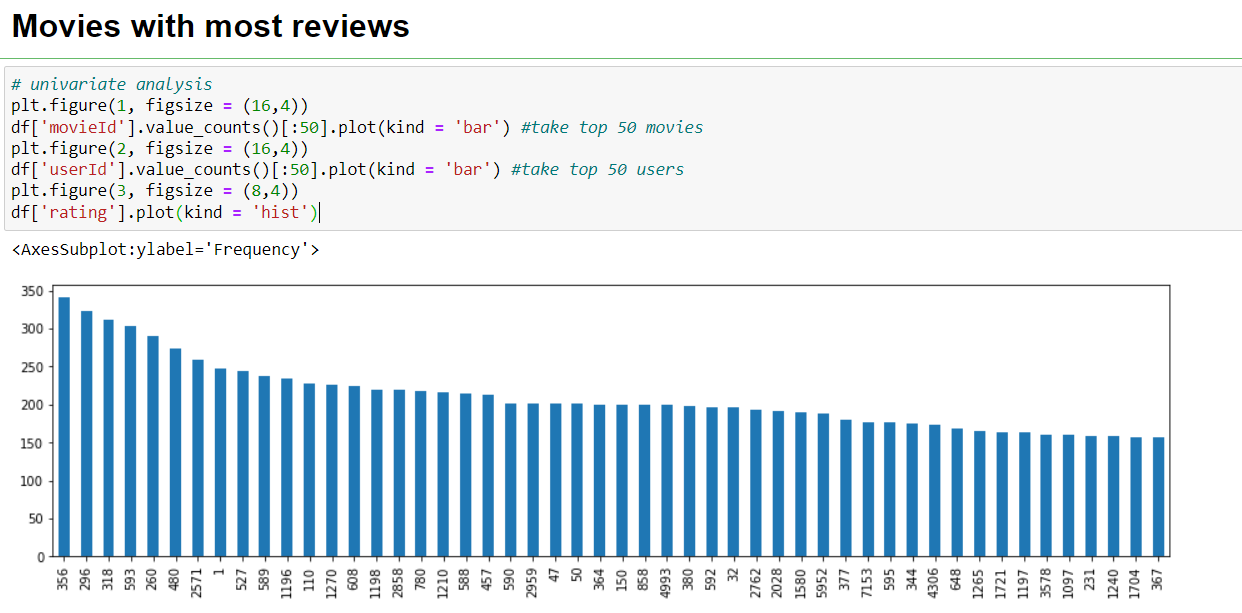 Movies with most reviews
# univariate analysis
plt.figure(1, figsize = (16,4))
df['movieId'].value_counts()[:50].plot(kind = 'bar') #take top 50 movies
plt.figure(2, figsize = (16,4))
df['userId'].value_counts()[:50].plot(kind = 'bar') #take top 50 users
plt.figure(3, figsize = (8,4))
df['rating'].plot(kind = 'hist')
<AxesSubplot:ylabel='Frequency'>
350
300
250
200
150
100
50
0
356 296 318 593 260 480 2571 1 527 589 1196 110 1270 608 1198 2858 780 1210 588 457 590 2959 47 50 364 150 858 4993 380 592 32 2762 2028 1580 5952 377 7153 595 344 4306 648 1265 1721 1197 3578 1097 231 1240 1704 367